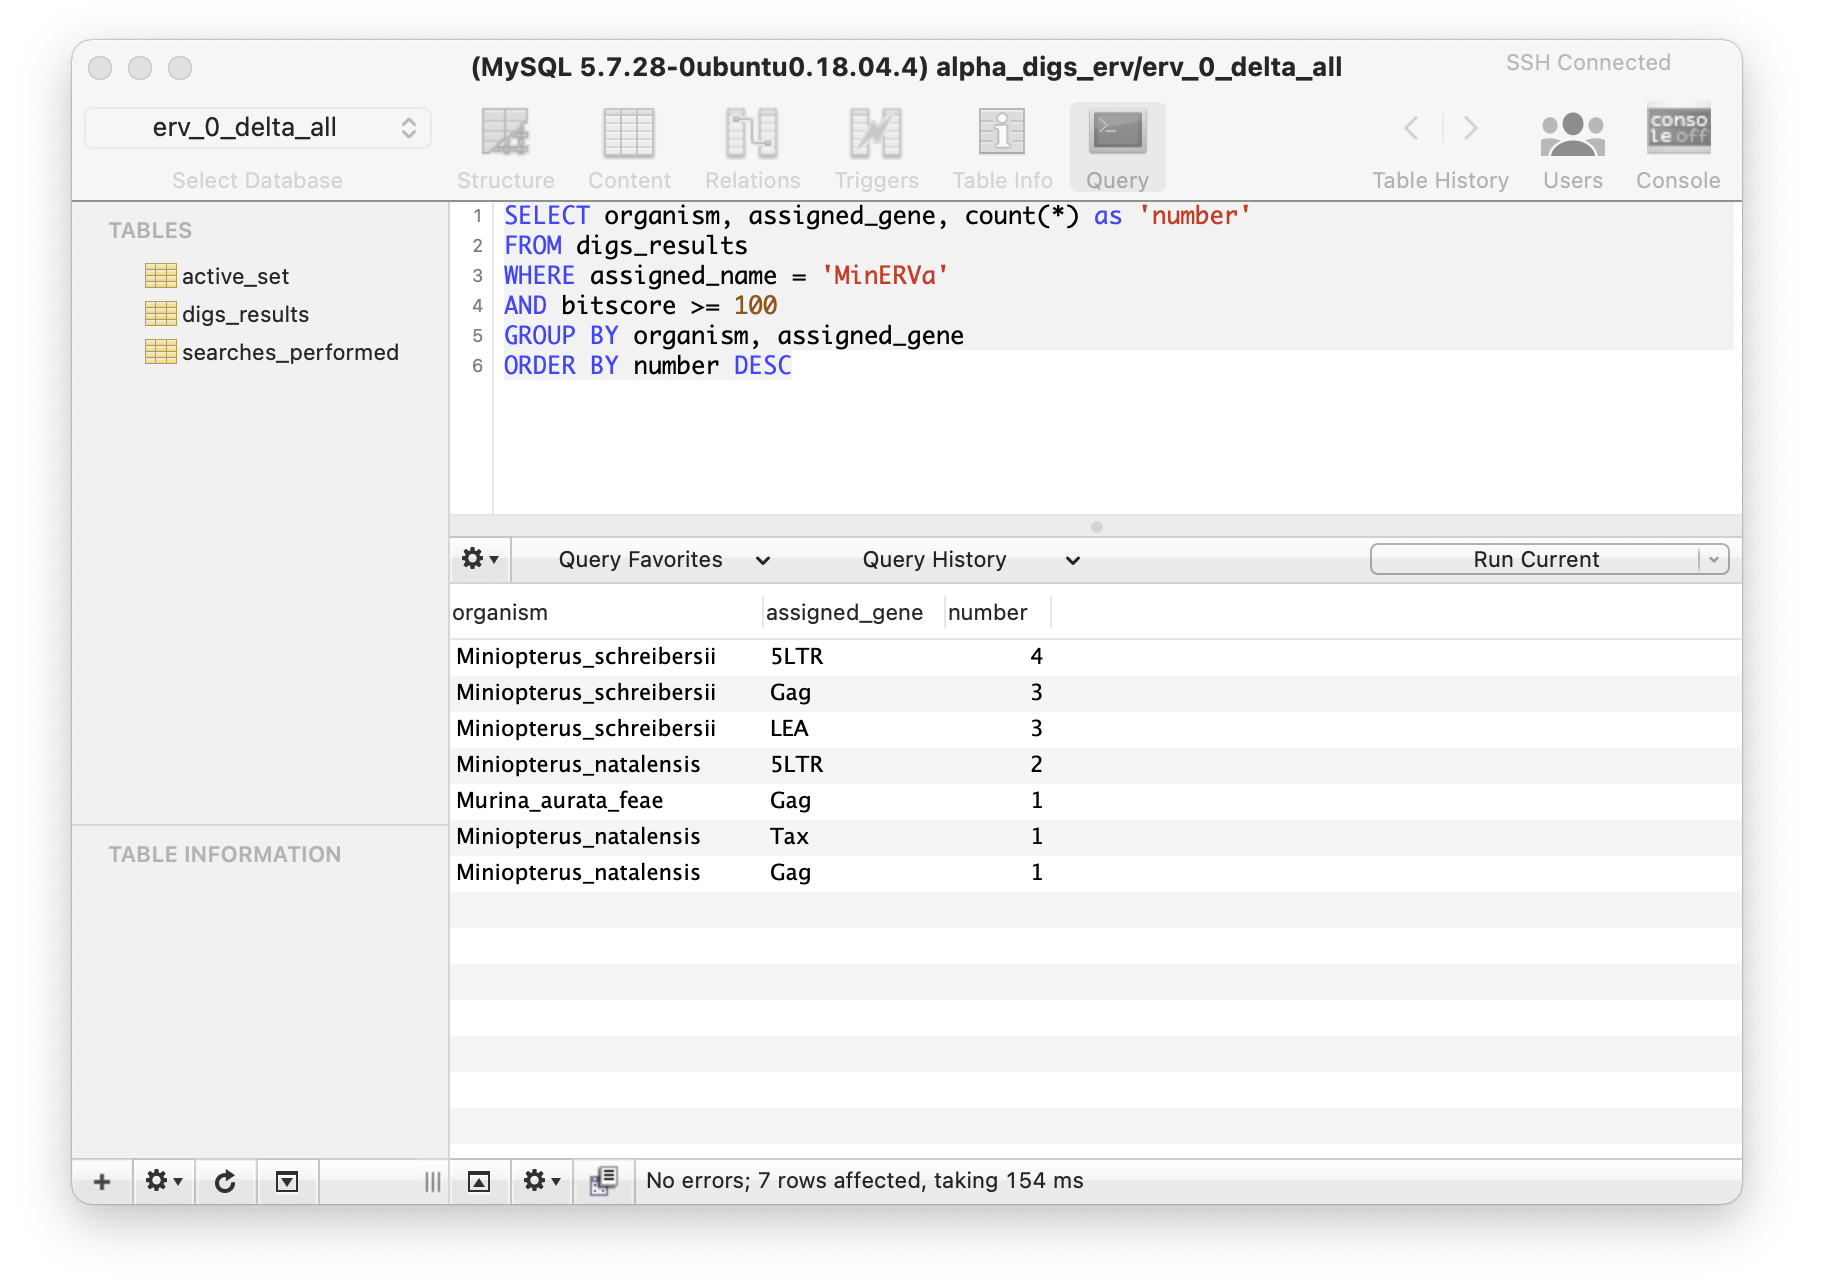 (MySQL 5.7.28-0ubuntu0.18.04.4) alpha_digs_erv/erv_0_delta_all
SSH Connected
erv_0_delta_all
Select Database
Structure Content Relations Triggers Table Info Query
Table History Users Console
conso
le off
TABLES
active_set
digs_results
searches_performed
TABLE INFORMATION
1 SELECT organism, assigned_gene, count(*) as 'number'
2 FROM digs_results
3 WHERE assigned_name = 'MinERVa'
4 AND bitscore >= 100
5 GROUP BY organism, assigned_gene
6 ORDER BY number DESC
Query Favorites Query History Run Current
organism assigned_gene number
Miniopterus_schreibersii 5LTR 4
Miniopterus_schreibersii Gag 3
Miniopterus_schreibersii LEA 3
Miniopterus_natalensis 5LTR 2
Murina_aurata_feae Gag 1
Miniopterus_natalensis Tax 1
Miniopterus_natalensis Gag 1
No errors; 7 rows affected, taking 154 ms